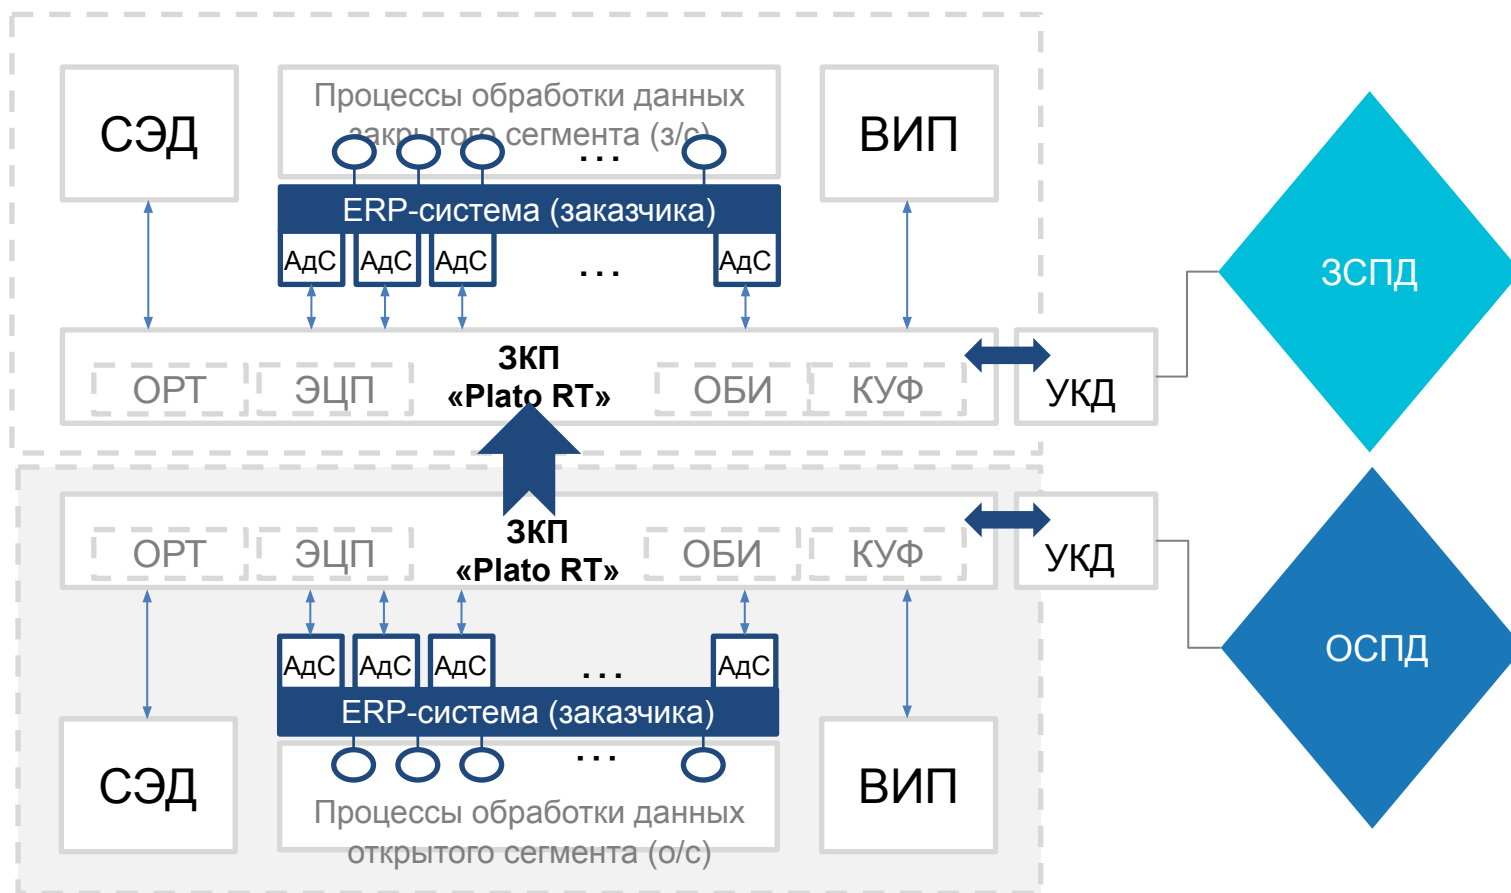 СЭД
Процессы обработки данных
закрытого сегмента (з/с)
ВИП
. . .
ERP-система (заказчика)
АдС АдС АдС . . . АдС
ЗСПД
ЗКП
«Plato RT»
ОРТ ЭЦП ОБИ КУФ
УКД
ЗКП
«Plato RT»
ОРТ ЭЦП ОБИ КУФ
УКД
ОСПД
АдС АдС АдС . . . АдС
ERP-система (заказчика)
. . .
СЭД
Процессы обработки данных
открытого сегмента (о/с)
ВИП